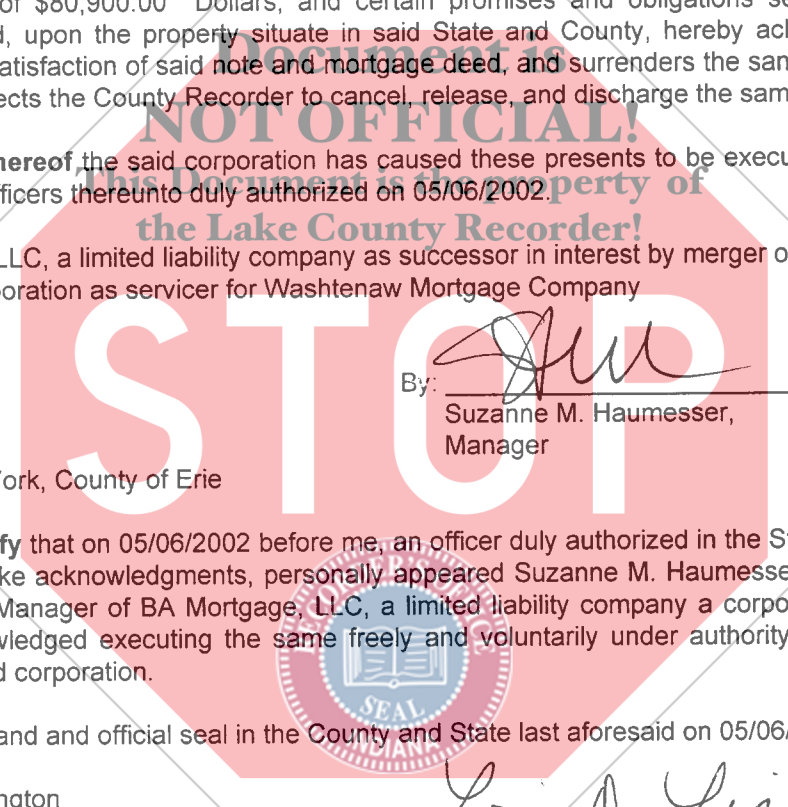 of $80,900.00 Dollars, and certain promises and obligations
upon the property situate in said State and County, hereby
Document is
atisfaction of said note and mortgage deed, and surrenders the
ects the County Recorder to cancel, release, and discharge the sam
NOT OFFICIAL!
hereof the said corporation has caused these presents to be execu
This Document is the property of
ficers thereunto duly authorized on 05/06/2002.
the Lake County Recorder!
LLC, a limited liability company as successor in interest by merger o
oration as servicer for Washtenaw Mortgage Company
STOP
By:
Suzanne M. Haumesser,
Manager
ork, County of Erie
fy that on 05/06/2002 before me, an officer duly authorized in the S
ke acknowledgments, personally appeared Suzanne M. Haumesse
Manager of BA Mortgage, LLC, a limited liability company a corpo
wledged executing the same freely and voluntarily under authority
d corporation.
RECORDER'S OFFICE
SEAL
INDIANA
and and official seal in the County and State last aforesaid on 05/06/
ngton